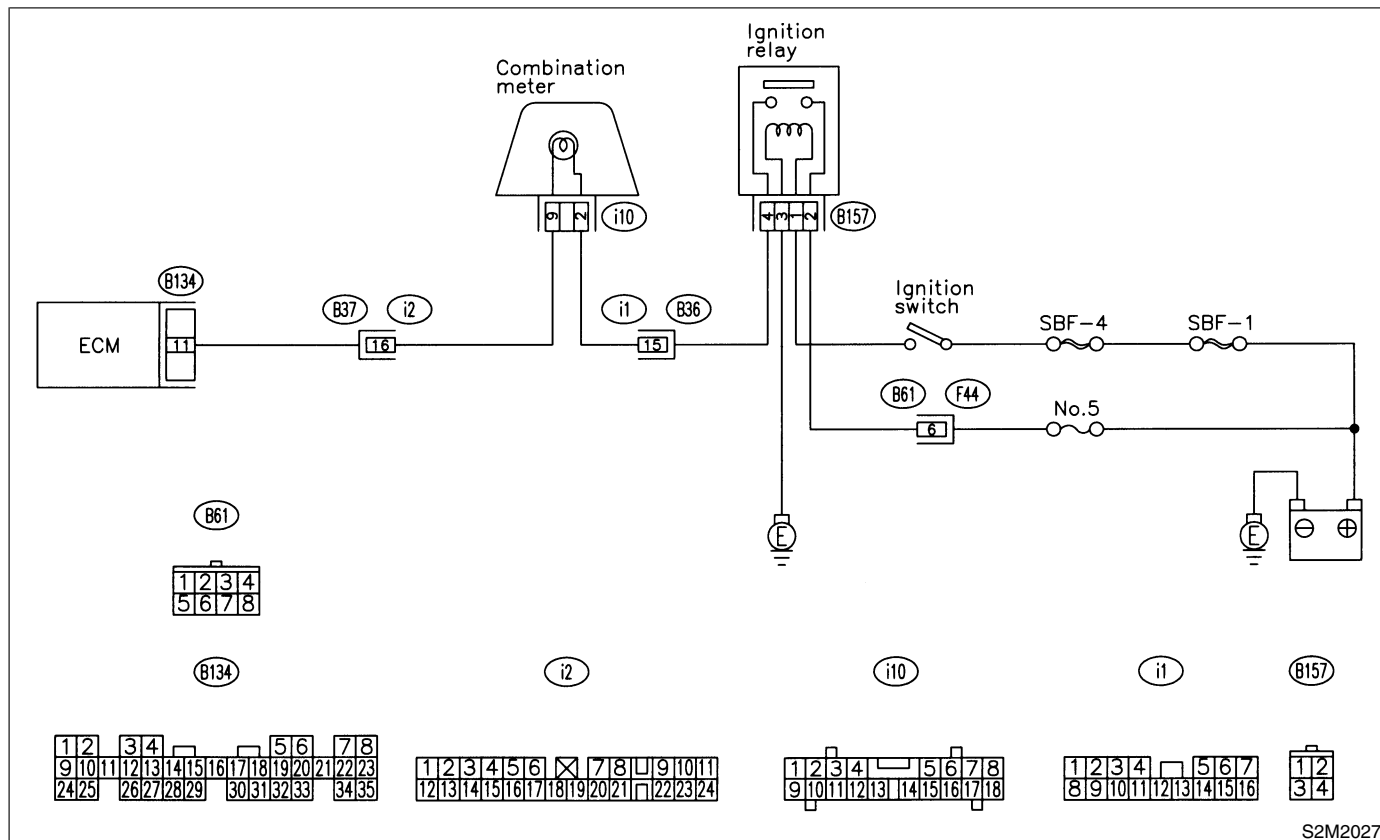 Ignition
relay
Combination
meter
9 2
i10
4 3 1 2
B157
B134
ECM
11
B37 i2
16
i1 B36
15
Ignition
switch
SBF-4
SBF-1
B61 F44
6
No.5
E
E
⊖ ⊕
B61
1 2 3 4
5 6 7 8
B134
1 2 3 4 5 6 7 8
9 10 11 12 13 14 15 16 17 18 19 20 21 22 23
24 25 26 27 28 29 30 31 32 33 34 35
i2
1 2 3 4 5 6 7 8 9 10 11
12 13 14 15 16 17 18 19 20 21 22 23 24
i10
1 2 3 4 5 6 7 8
9 10 11 12 13 14 15 16 17 18
i1
1 2 3 4 5 6 7
8 9 10 11 12 13 14 15 16
B157
1 2
3 4
S2M2027